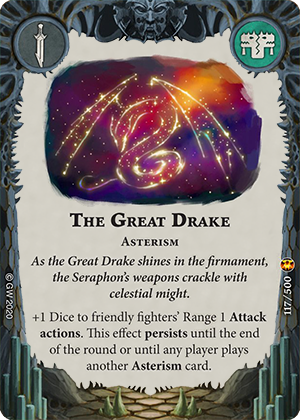 The Great Drake
Asterism
As the Great Drake shines in the firmament,
the Seraphon's weapons crackle with
celestial might.
+1 Dice to friendly fighters' Range 1 Attack
actions. This effect persists until the end
of the round or until any player plays
another Asterism card.
© GW 2020
117/500